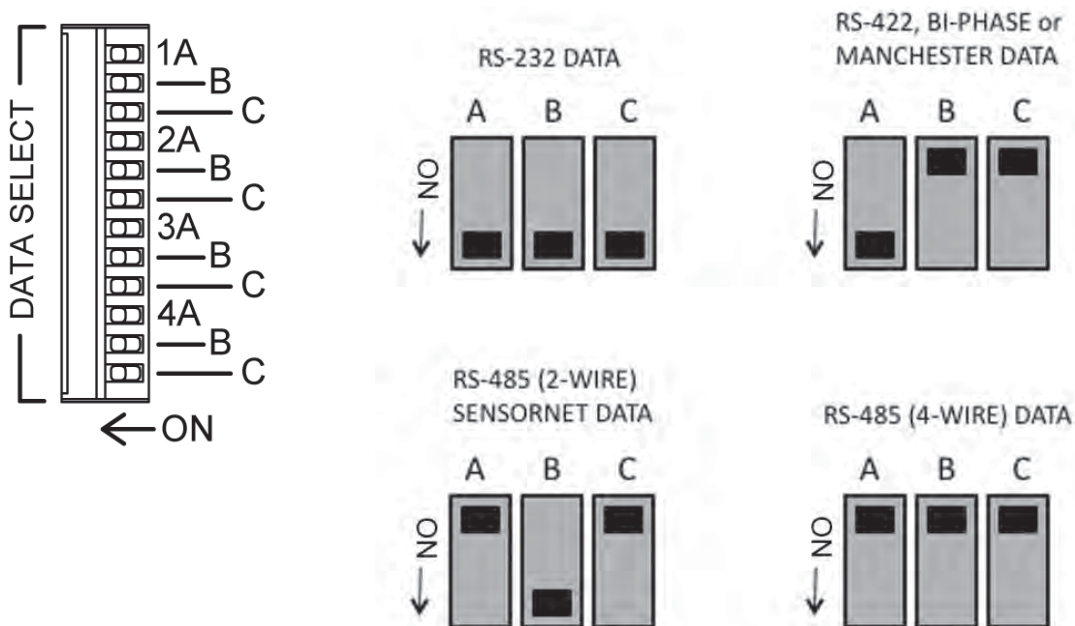 DATA SELECT
1A
B
C
2A
B
C
3A
B
C
4A
B
C
ON
RS-232 DATA
A B C
ON
RS-422, BI-PHASE or
MANCHESTER DATA
A B C
ON
RS-485 (2-WIRE)
SENSORNET DATA
A B C
ON
RS-485 (4-WIRE) DATA
A B C
ON